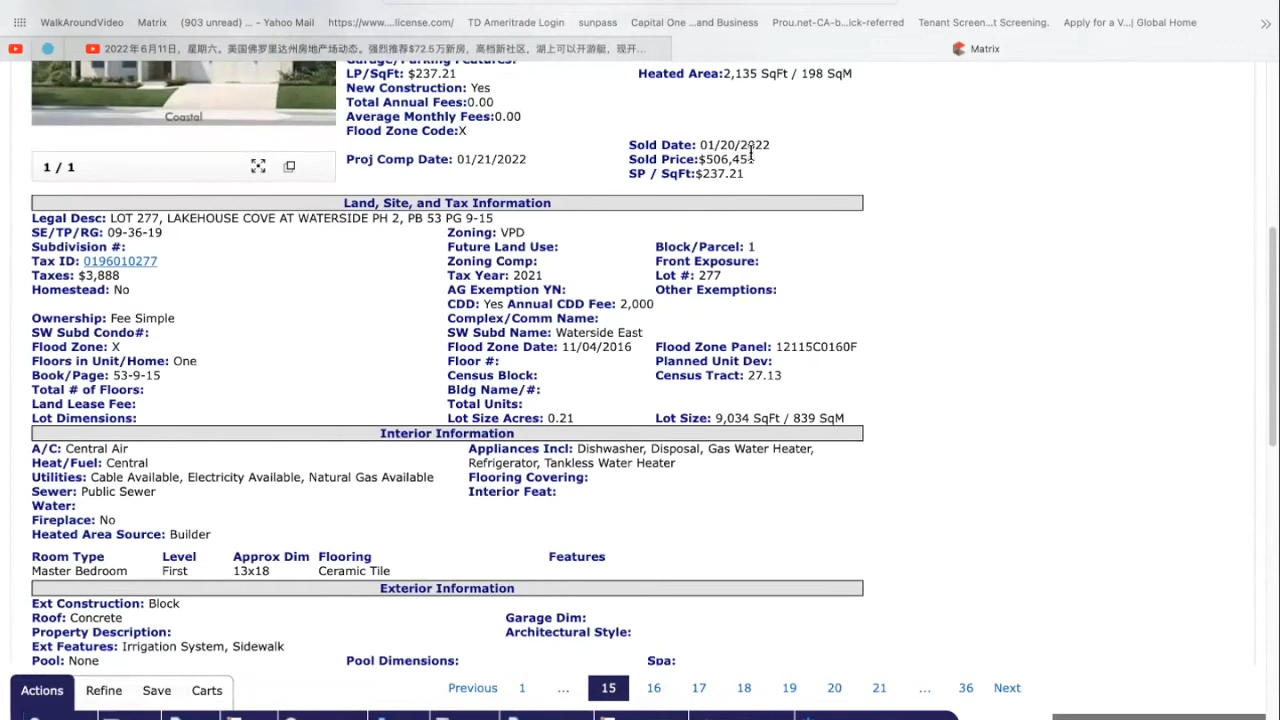 WalkAroundVideo Matrix (903 unread) ... – Yahoo Mail https://www....license.com/ TD Ameritrade Login sunpass Capital One ...and Business Prou.net-CA-b...ick-referred Tenant Screen...t Screening. Apply for a V...| Global Home
2022年6月11日，星期六。美国佛罗里达州房地产场动态。强烈推荐$72.5万新房，高档新社区，湖上可以开游艇，现开... Matrix
Garage/Parking Features:
LP/SqFt: $237.21 Heated Area:2,135 SqFt / 198 SqM
New Construction: Yes
Total Annual Fees:0.00
Average Monthly Fees:0.00
Flood Zone Code:X
Coastal
Sold Date: 01/20/2022
1 / 1 Proj Comp Date: 01/21/2022 Sold Price:$506,451
SP / SqFt:$237.21
Land, Site, and Tax Information
Legal Desc: LOT 277, LAKEHOUSE COVE AT WATERSIDE PH 2, PB 53 PG 9-15
SE/TP/RG: 09-36-19 Zoning: VPD
Subdivision #: Future Land Use: Block/Parcel: 1
Tax ID: 0196010277 Zoning Comp: Front Exposure:
Taxes: $3,888 Tax Year: 2021 Lot #: 277
Homestead: No AG Exemption YN: Other Exemptions:
CDD: Yes Annual CDD Fee: 2,000
Ownership: Fee Simple Complex/Comm Name:
SW Subd Condo#: SW Subd Name: Waterside East
Flood Zone: X Flood Zone Date: 11/04/2016 Flood Zone Panel: 12115C0160F
Floors in Unit/Home: One Floor #: Planned Unit Dev:
Book/Page: 53-9-15 Census Block: Census Tract: 27.13
Total # of Floors: Bldg Name/#:
Land Lease Fee: Total Units:
Lot Dimensions: Lot Size Acres: 0.21 Lot Size: 9,034 SqFt / 839 SqM
Interior Information
A/C: Central Air Appliances Incl: Dishwasher, Disposal, Gas Water Heater,
Heat/Fuel: Central Refrigerator, Tankless Water Heater
Utilities: Cable Available, Electricity Available, Natural Gas Available Flooring Covering:
Sewer: Public Sewer Interior Feat:
Water:
Fireplace: No
Heated Area Source: Builder
Room Type Level Approx Dim Flooring Features
Master Bedroom First 13x18 Ceramic Tile
Exterior Information
Ext Construction: Block
Roof: Concrete Garage Dim:
Property Description: Architectural Style:
Ext Features: Irrigation System, Sidewalk
Pool: None Pool Dimensions: Spa:
Actions Refine Save Carts Previous 1 ... 15 16 17 18 19 20 21 ... 36 Next